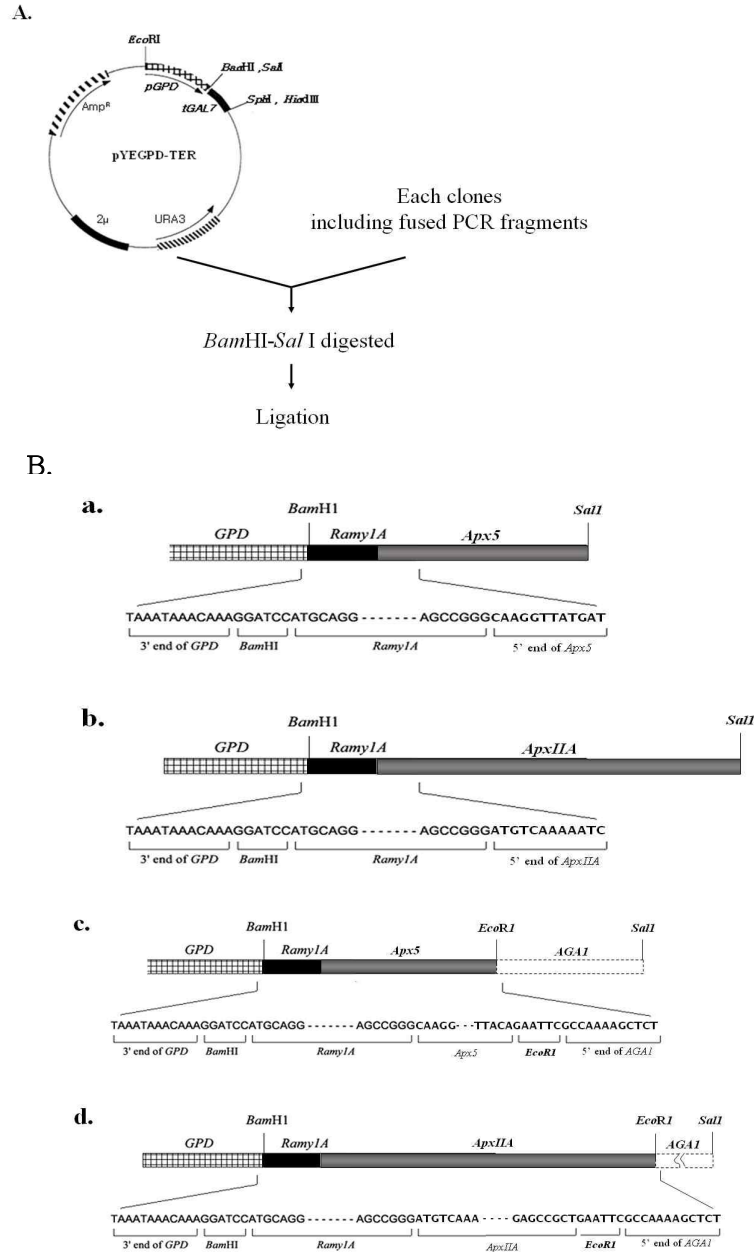 A.
EcoRI
BamHI ,SalI
pGPD
tGAL7
SphI , HindIII
Amp^R
pYEGPD-TER
2μ
URA3
Each clones
including fused PCR fragments
BamHI-Sal I digested
Ligation
B.
a.
BamH1
Sal1
GPD Ramy1A Apx5
TAAATAAACAAAGGATCCATGCAGG-------AGCCGGGCAAGGTTATGAT
3' end of GPD BamHI Ramy1A 5' end of Apx5
b.
BamH1
Sal1
GPD Ramy1A ApxIIA
TAAATAAACAAAGGATCCATGCAGG-------AGCCGGGATGTCAAAAATC
3' end of GPD BamHI Ramy1A 5' end of ApxIIA
c.
BamH1 EcoR1 Sal1
GPD Ramy1A Apx5 AGA1
TAAATAAACAAAGGATCCATGCAGG-------AGCCGGGCAAGG---TTACAGAATTCGCCAAAAGCTCT
3' end of GPD BamHI Ramy1A Apx5 EcoR1 5' end of AGA1
d.
BamH1 EcoR1 Sal1
GPD Ramy1A ApxIIA AGA1
TAAATAAACAAAGGATCCATGCAGG-------AGCCGGGATGTCAAA----GAGCCGCTGAATTCGCCAAAAGCTCT
3' end of GPD BamHI Ramy1A ApxIIA EcoR1 5' end of AGA1